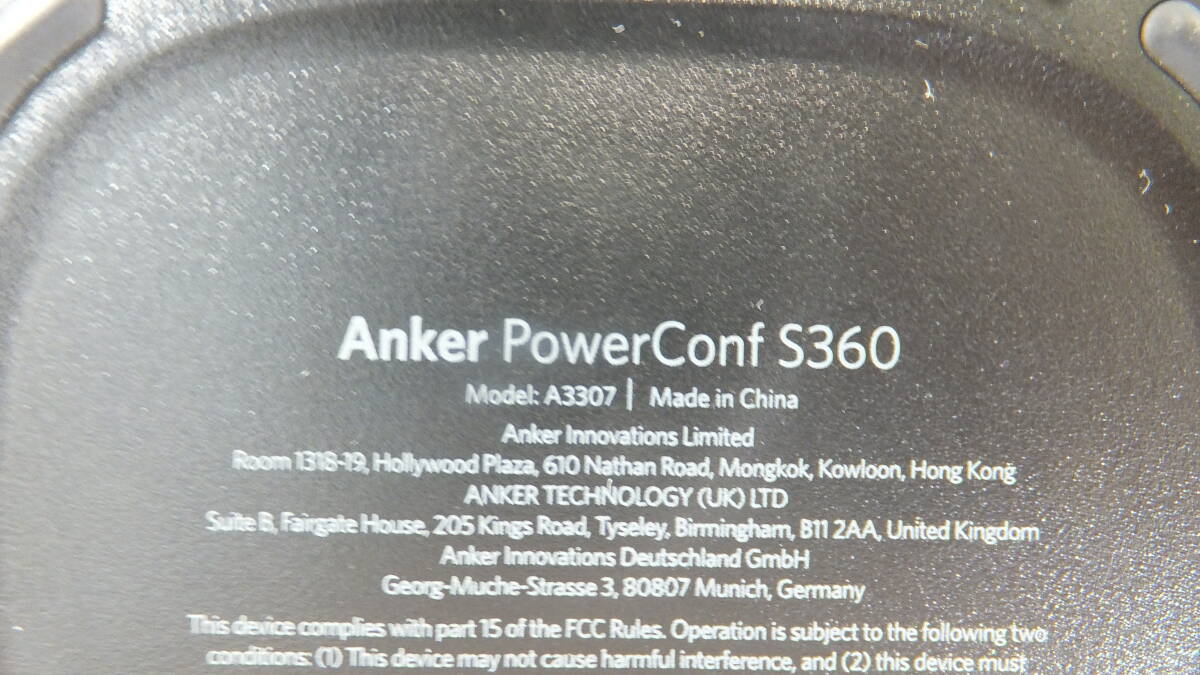 Anker PowerConf S360
Model: A3307 | Made in China
Anker Innovations Limited
Room 1318-19, Hollywood Plaza, 610 Nathan Road, Mongkok, Kowloon, Hong Kong
ANKER TECHNOLOGY (UK) LTD
Suite B, Fairgate House, 205 Kings Road, Tyseley, Birmingham, B11 2AA, United Kingdom
Anker Innovations Deutschland GmbH
Georg-Muche-Strasse 3, 80807 Munich, Germany
This device complies with part 15 of the FCC Rules. Operation is subject to the following two
conditions: (1) This device may not cause harmful interference, and (2) this device must